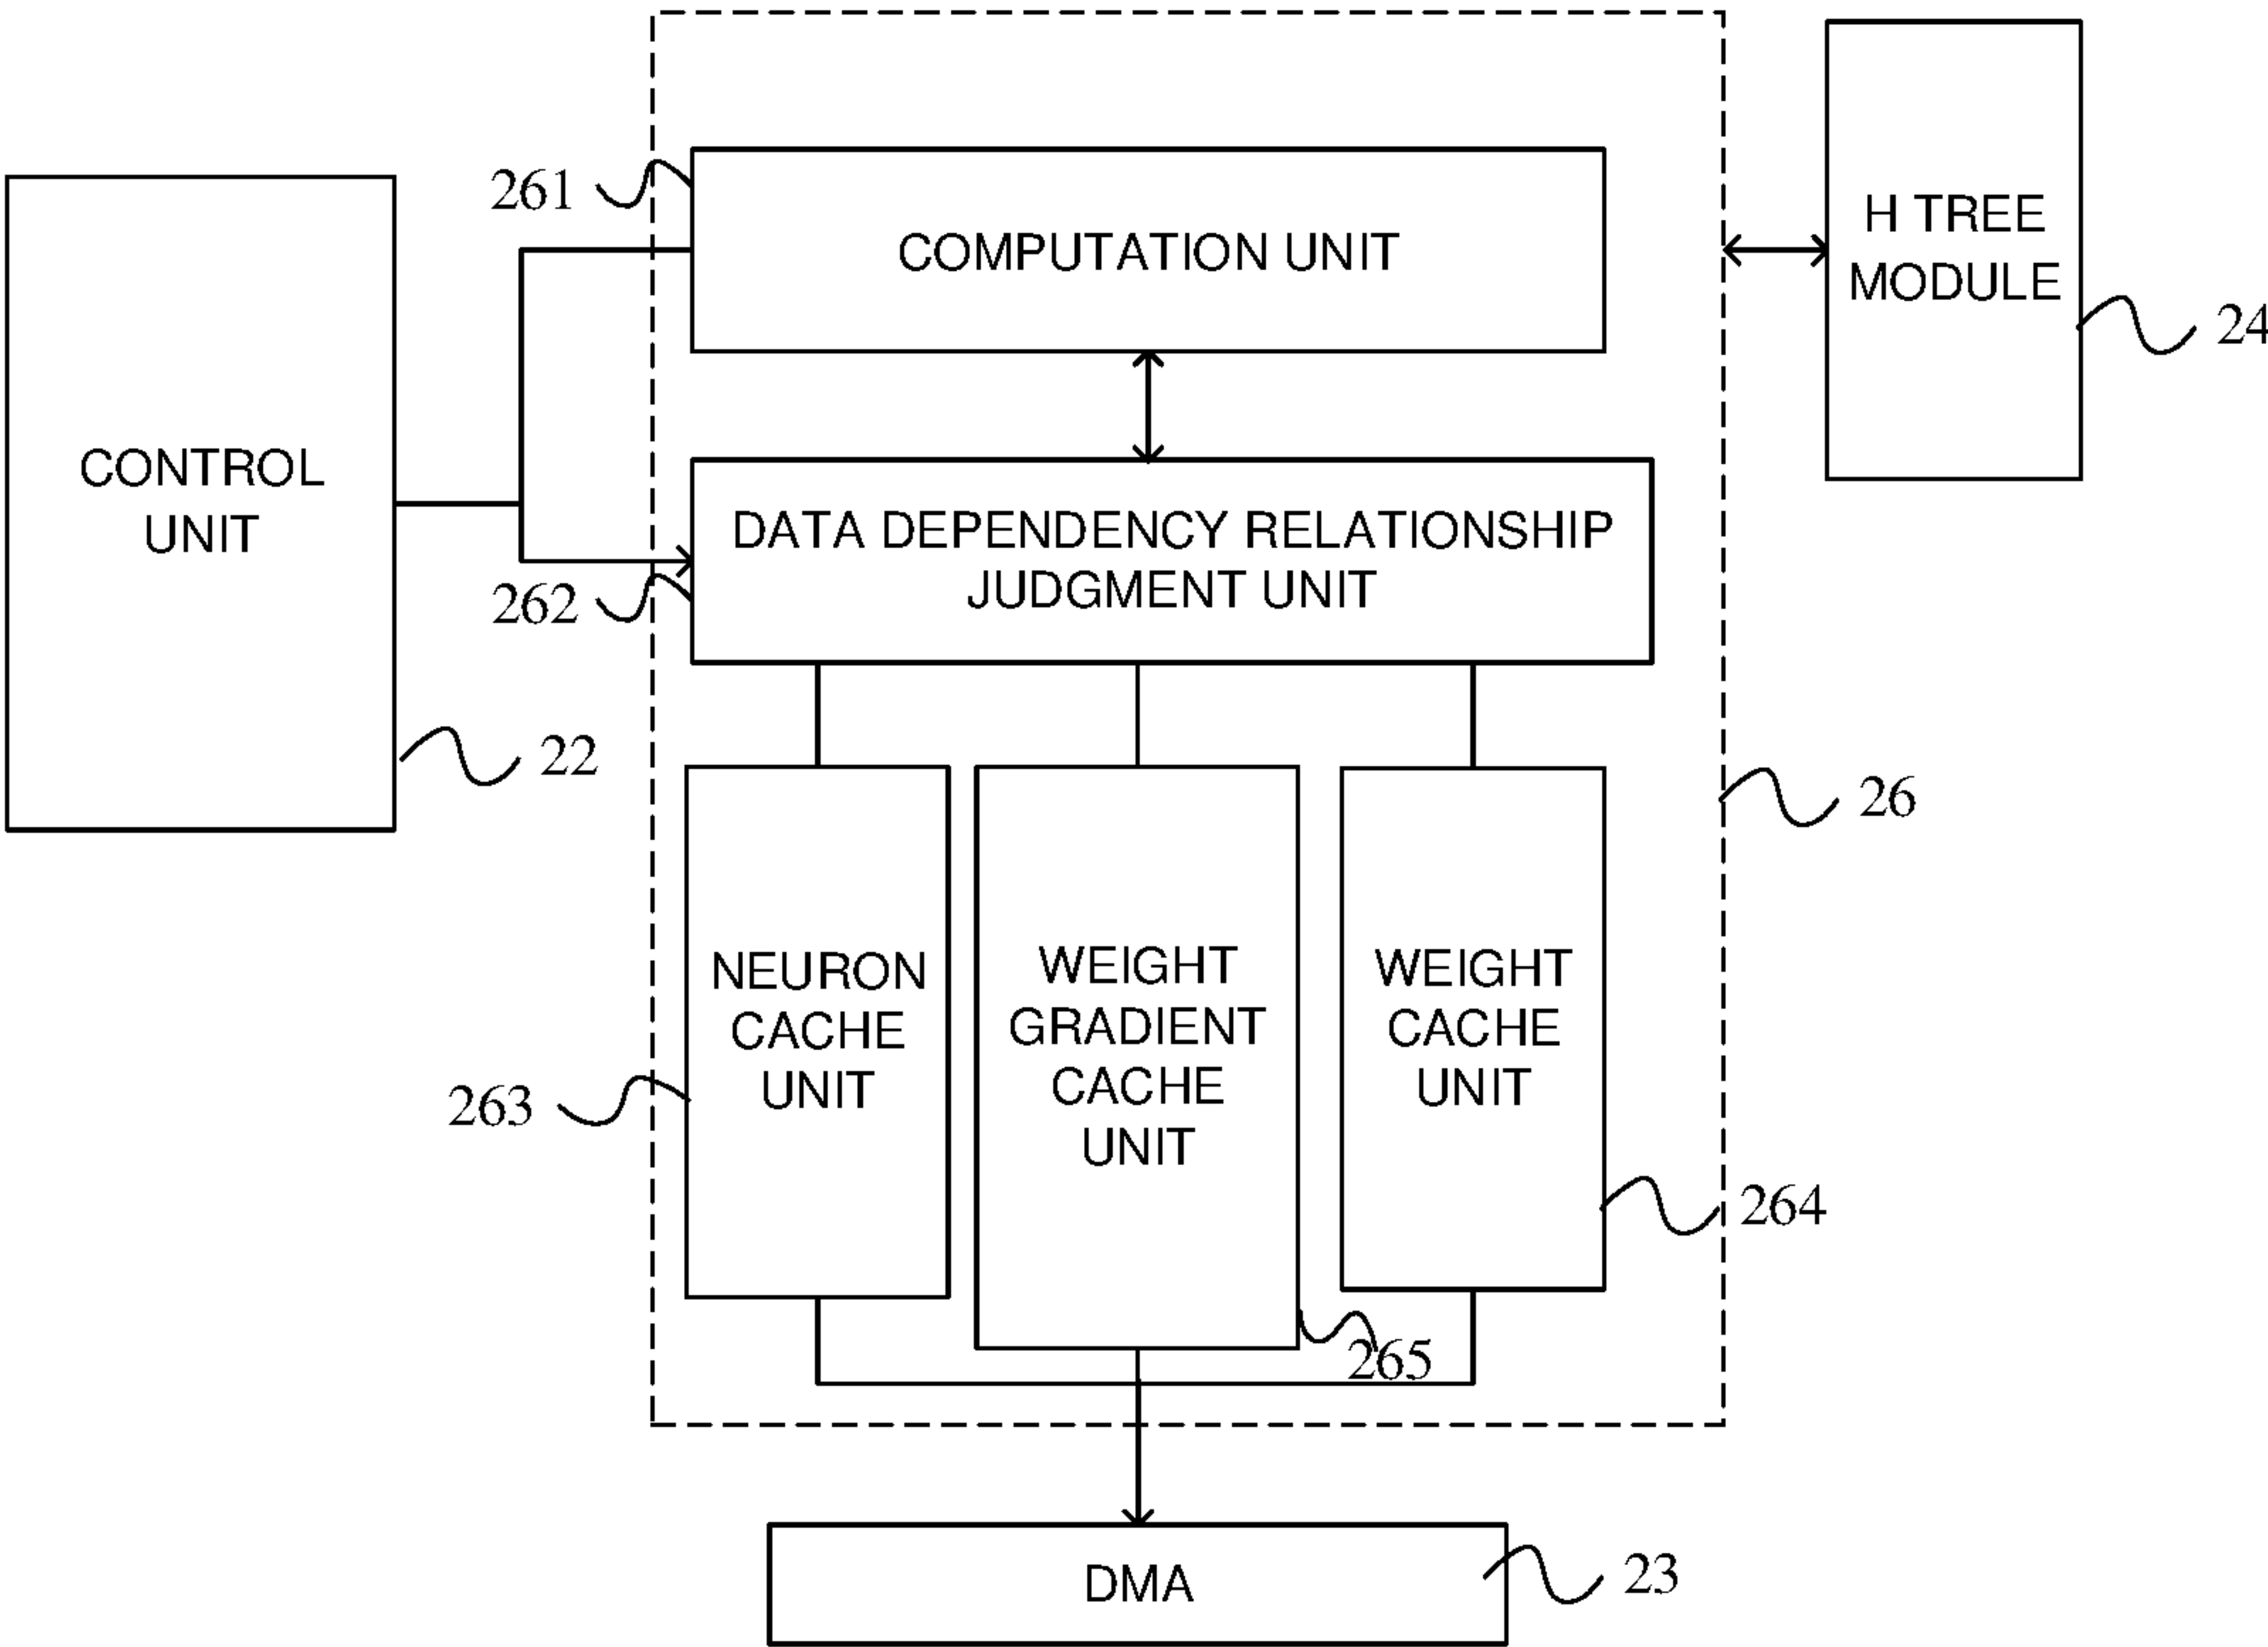 H TREE
MODULE
24
261
COMPUTATION UNIT
CONTROL
UNIT
22
DATA DEPENDENCY RELATIONSHIP
JUDGMENT UNIT
262
26
NEURON
CACHE
UNIT
263
WEIGHT
GRADIENT
CACHE
UNIT
265
WEIGHT
CACHE
UNIT
264
DMA
23